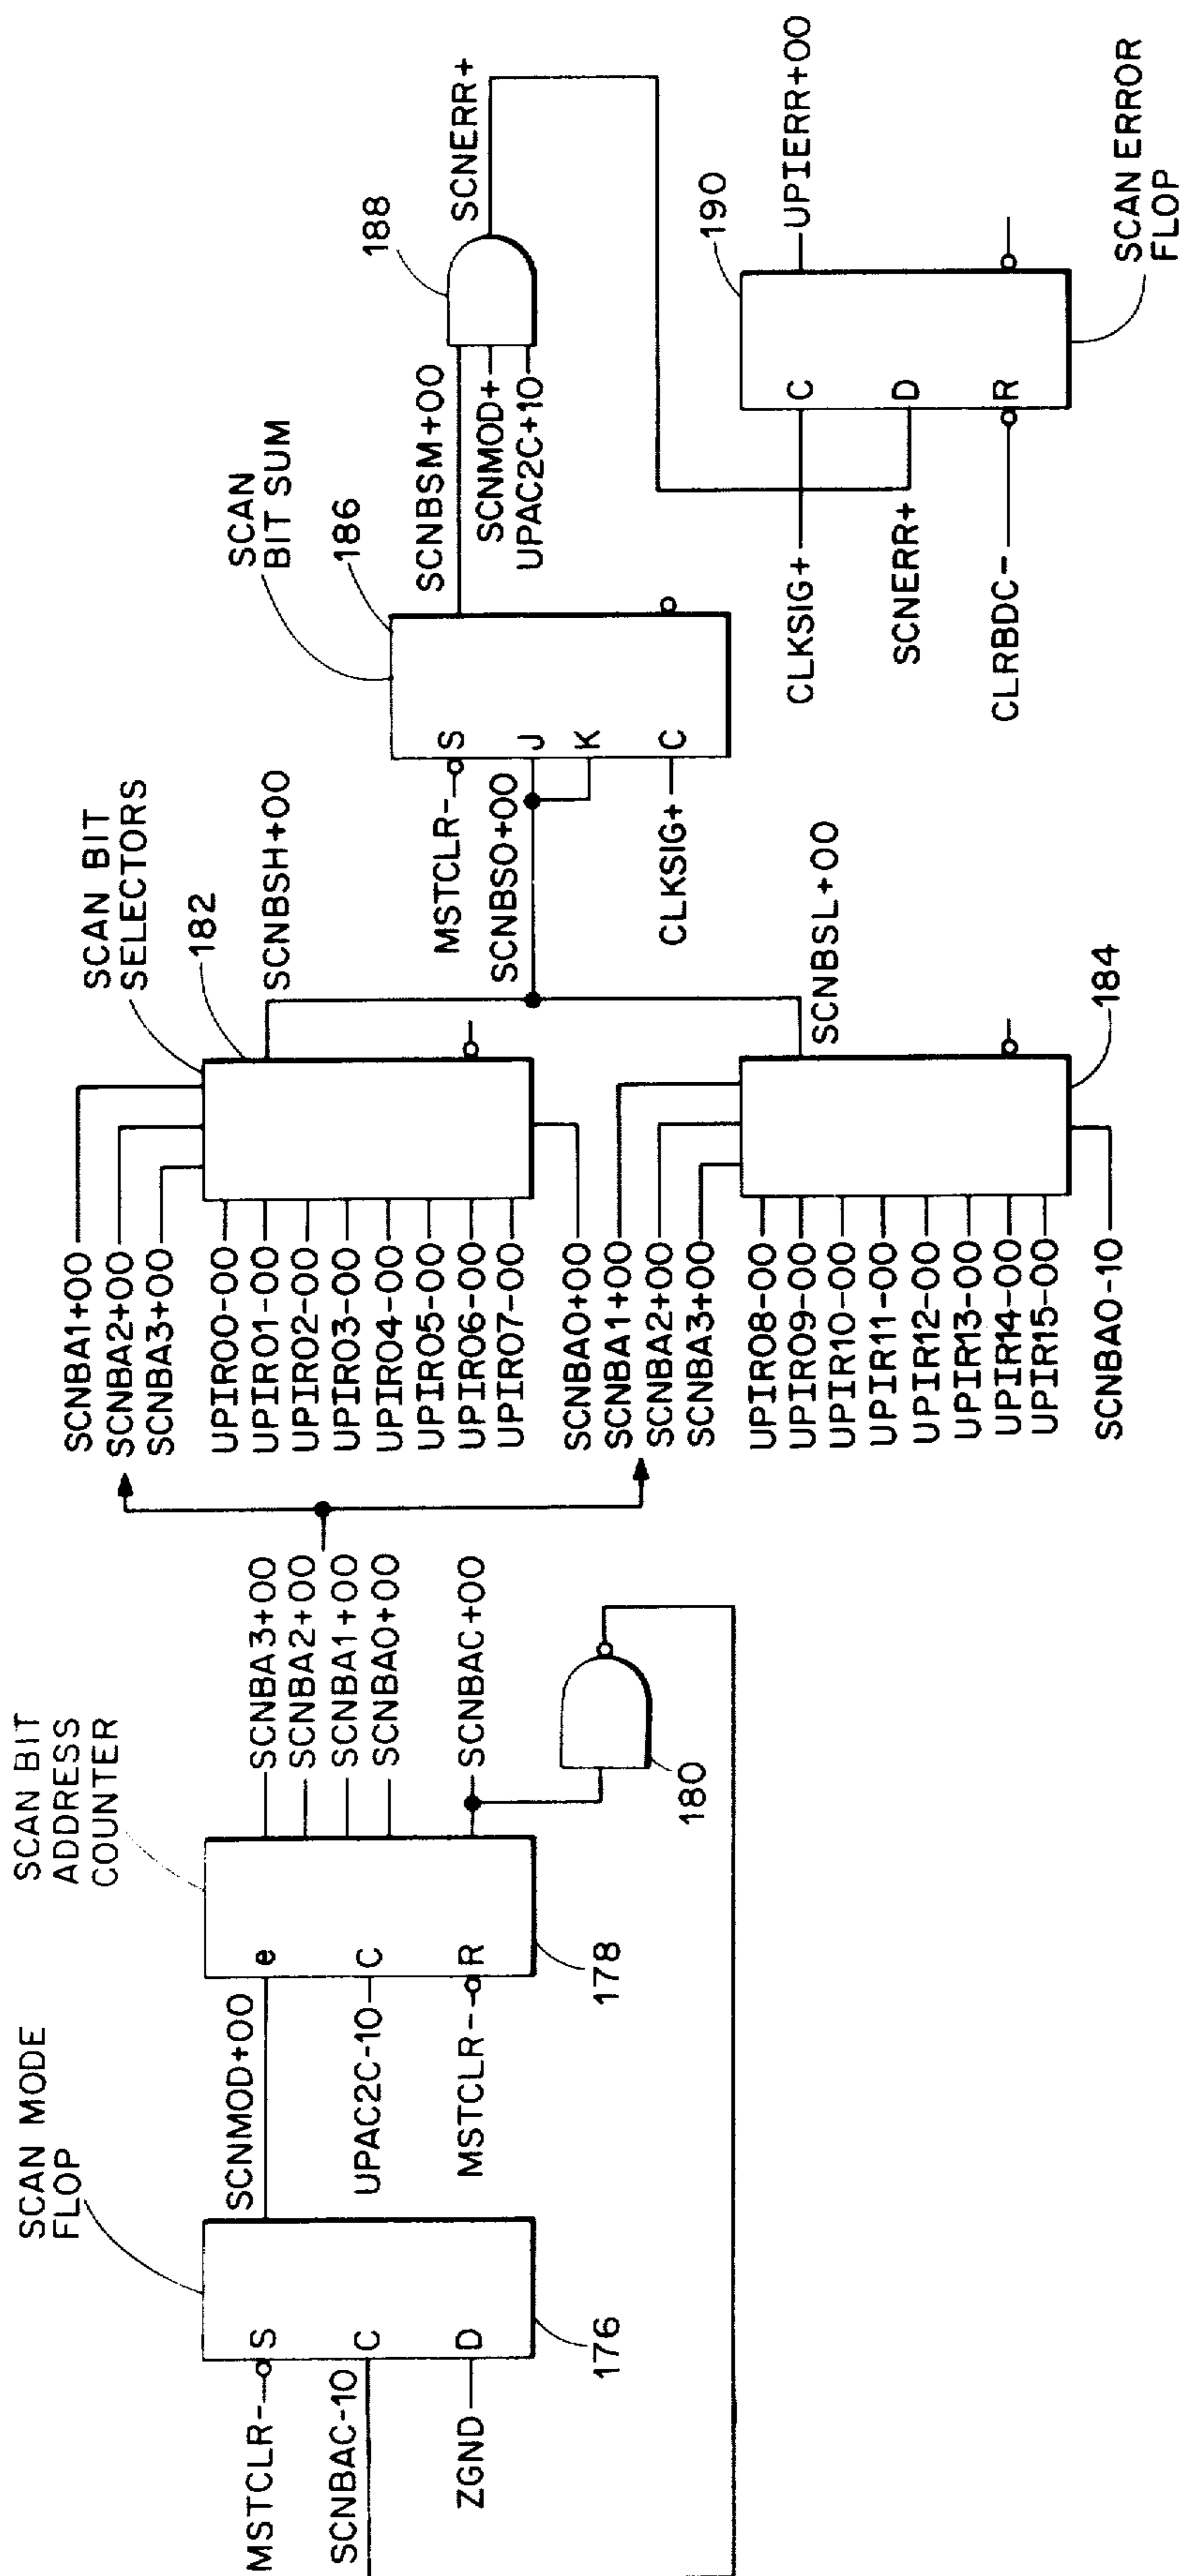 SCAN MODE
FLOP
MSTCLR-
S
SCNBAC-10
C
ZGND
D
176
SCNMOD+00
e
UPAC2C-10
C
MSTCLR-
R
178
SCAN BIT
ADDRESS
COUNTER
SCNBA3+00
SCNBA2+00
SCNBA1+00
SCNBA0+00
SCNBAC+00
180
SCNBA1+00
SCNBA2+00
SCNBA3+00
UPIR00-00
UPIR01-00
UPIR02-00
UPIR03-00
UPIR04-00
UPIR05-00
UPIR06-00
UPIR07-00
SCNBA0+00
SCNBA1+00
SCNBA2+00
SCNBA3+00
UPIR08-00
UPIR09-00
UPIR10-00
UPIR11-00
UPIR12-00
UPIR13-00
UPIR14-00
UPIR15-00
SCNBA0-10
SCAN BIT
SELECTORS
182
SCNBSH+00
SCNBSL+00
184
MSTCLR-
S
SCNBS0+00
J
K
CLKSIG+
C
SCAN
BIT SUM
186
SCNBSM+00
SCNMOD+
UPAC2C+10
188
SCNERR+
CLKSIG+
C
SCNERR+
D
CLRBDC-
R
190
UPIERR+00
SCAN ERROR
FLOP